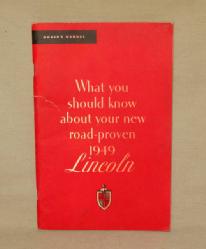 OWNER'S MANUAL
What you
should know
about your new
road-proven
1949
Lincoln